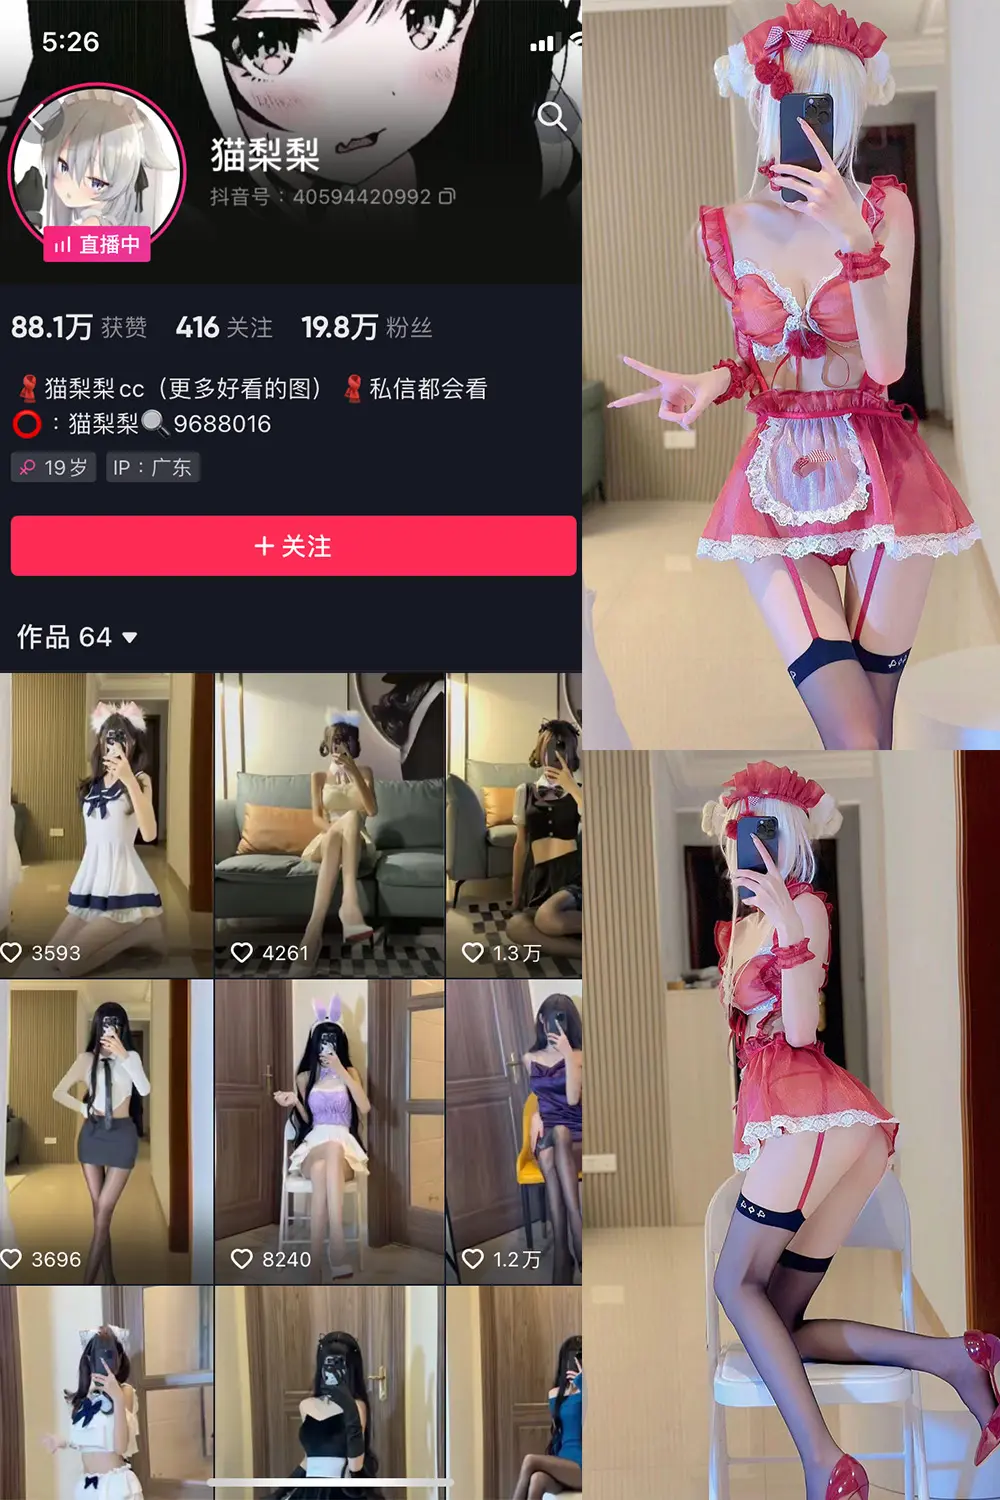 5:26
猫梨梨
抖音号：40594420992
直播中
88.1万 获赞 416 关注 19.8万 粉丝
猫梨梨cc（更多好看的图） 私信都会看
：猫梨梨 9688016
19岁 IP：广东
+ 关注
作品 64
3593 4261 1.3万
3696 8240 1.2万